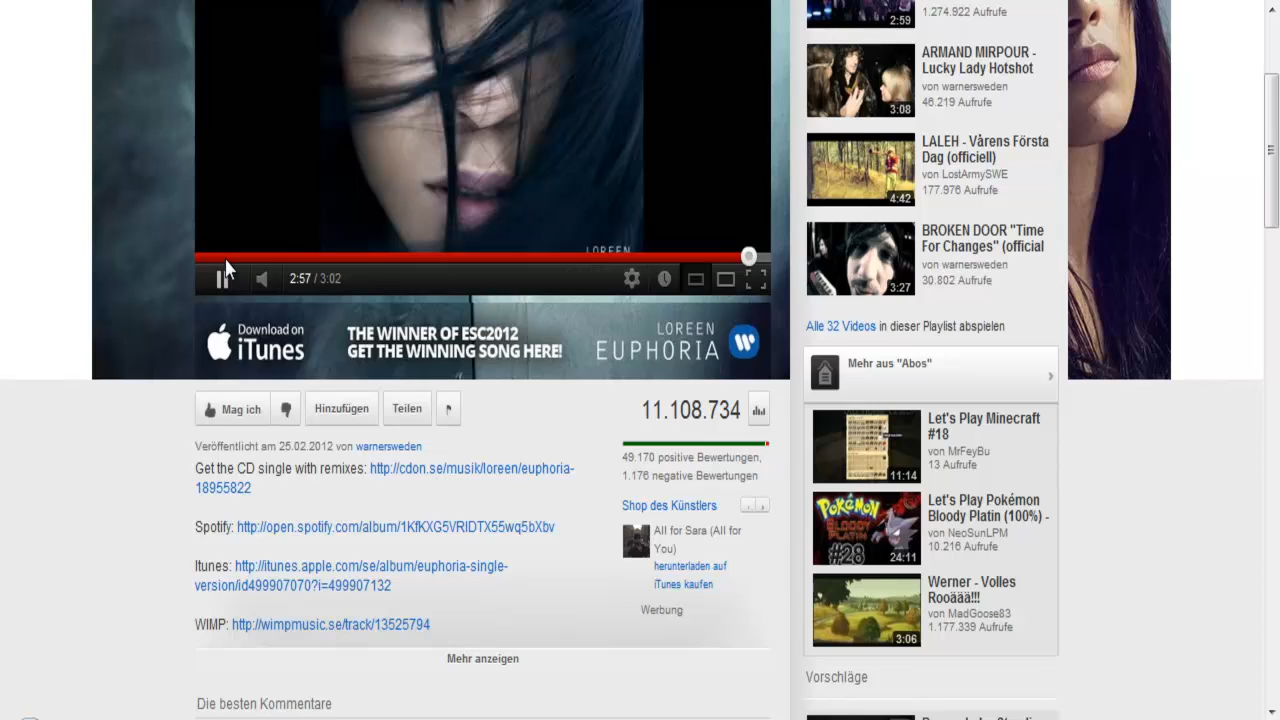 LOREEN
2:57 / 3:02
Download on
iTunes
THE WINNER OF ESC2012
GET THE WINNING SONG HERE!
LOREEN
EUPHORIA
Mag ich
Hinzufügen
Teilen
11.108.734
Veröffentlicht am 25.02.2012 von warnersweden
Get the CD single with remixes: http://cdon.se/musik/loreen/euphoria-
18955822
Spotify: http://open.spotify.com/album/1KfKXG5VRIDTX55wq5bXbv
Itunes: http://itunes.apple.com/se/album/euphoria-single-
version/id499907070?i=499907132
WIMP: http://wimpmusic.se/track/13525794
Mehr anzeigen
Die besten Kommentare
49.170 positive Bewertungen,
1.176 negative Bewertungen
Shop des Künstlers
All for Sara (All for
You)
herunterladen auf
iTunes kaufen
Werbung
2:59
1.274.922 Aufrufe
ARMAND MIRPOUR -
Lucky Lady Hotshot
von warnersweden
46.219 Aufrufe
3:08
LALEH - Vårens Första
Dag (officiell)
von LostArmySWE
177.976 Aufrufe
4:42
BROKEN DOOR "Time
For Changes" (official
von warnersweden
30.802 Aufrufe
3:27
Alle 32 Videos in dieser Playlist abspielen
Mehr aus "Abos"
Let's Play Minecraft
#18
von MrFeyBu
13 Aufrufe
11:14
Let's Play Pokémon
Bloody Platin (100%) -
von NeoSunLPM
10.216 Aufrufe
POKéMON
BLOODY
PLATIN
#28
24:11
Werner - Volles
Rooäää!!!
von MadGoose83
1.177.339 Aufrufe
3:06
Vorschläge